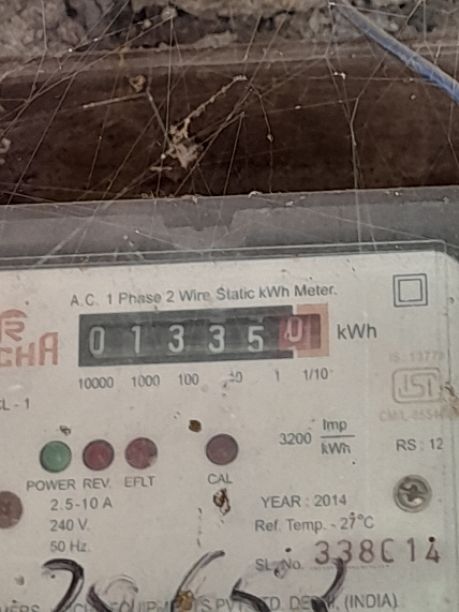 A.C. 1 Phase 2 Wire Static kWh Meter.
0 1 3 3 5 0 kWh
10000 1000 100 10 1 1/10
CL - 1
3200 Imp/kWh
RS : 12
POWER REV. EFLT CAL
2.5-10 A
240 V.
50 Hz.
YEAR : 2014
Ref. Temp. - 27°C
SL. No. 338C14
(INDIA)